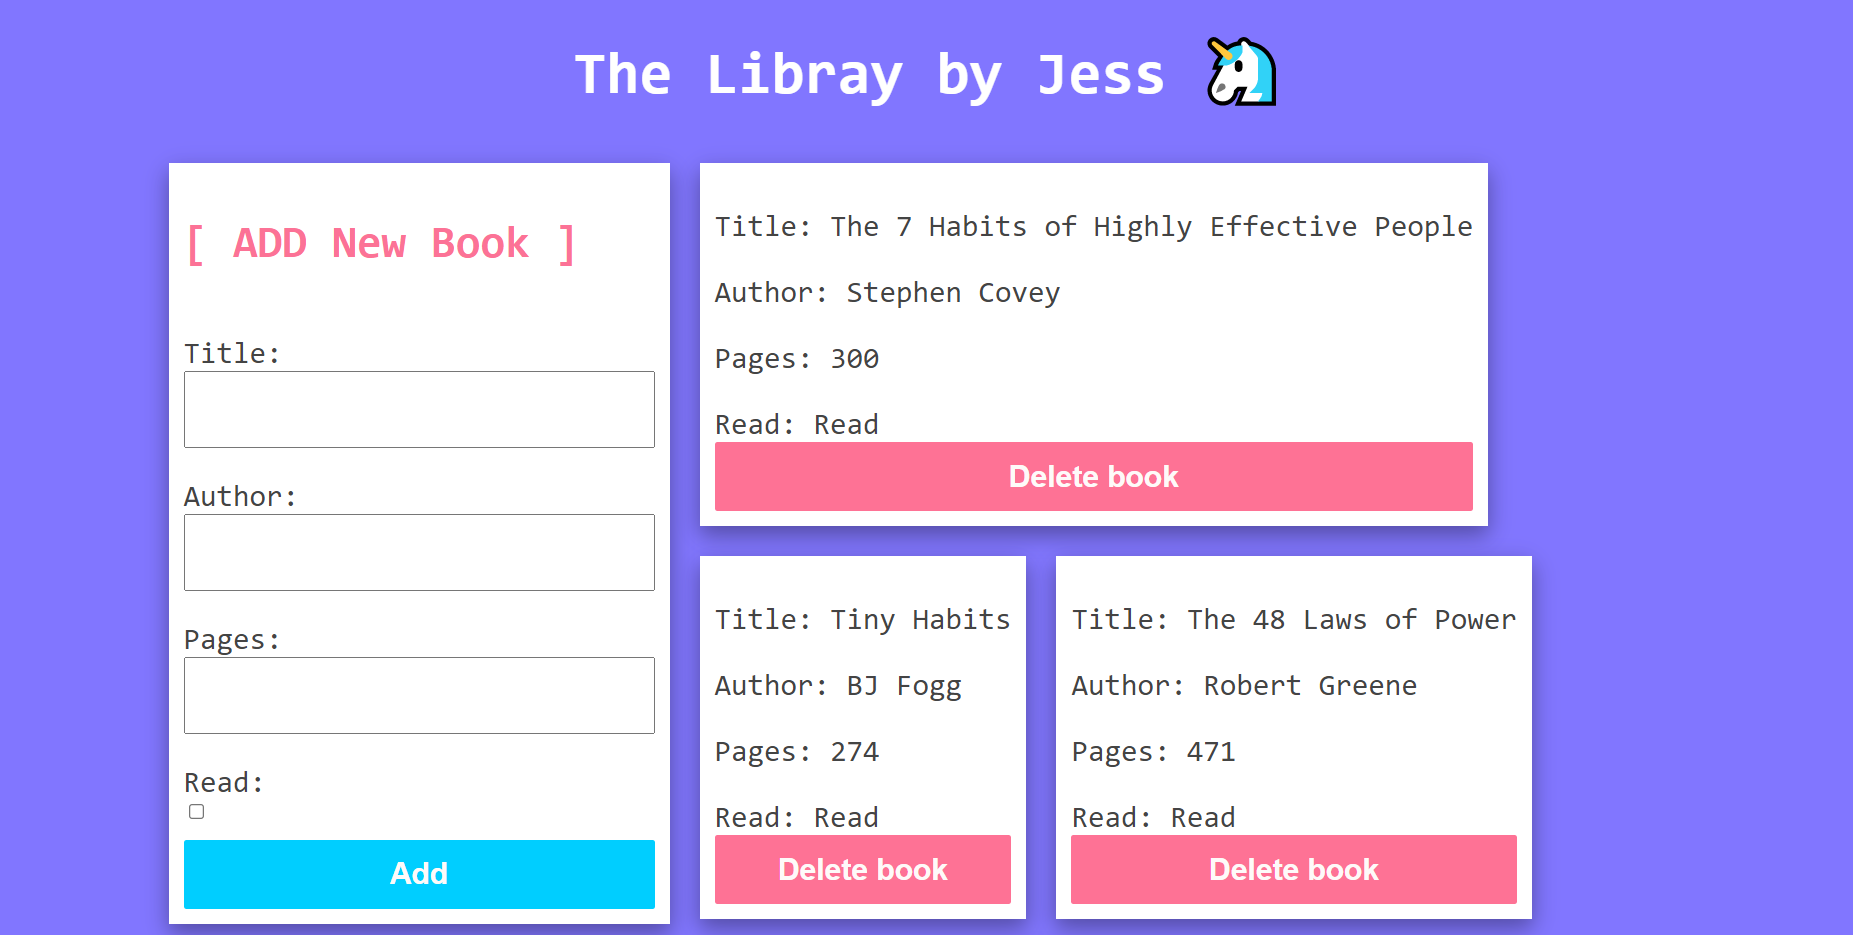 The Libray by Jess
[ ADD New Book ]
Title:
Author:
Pages:
Read:
Add
Title: The 7 Habits of Highly Effective People
Author: Stephen Covey
Pages: 300
Read: Read
Delete book
Title: Tiny Habits
Author: BJ Fogg
Pages: 274
Read: Read
Delete book
Title: The 48 Laws of Power
Author: Robert Greene
Pages: 471
Read: Read
Delete book